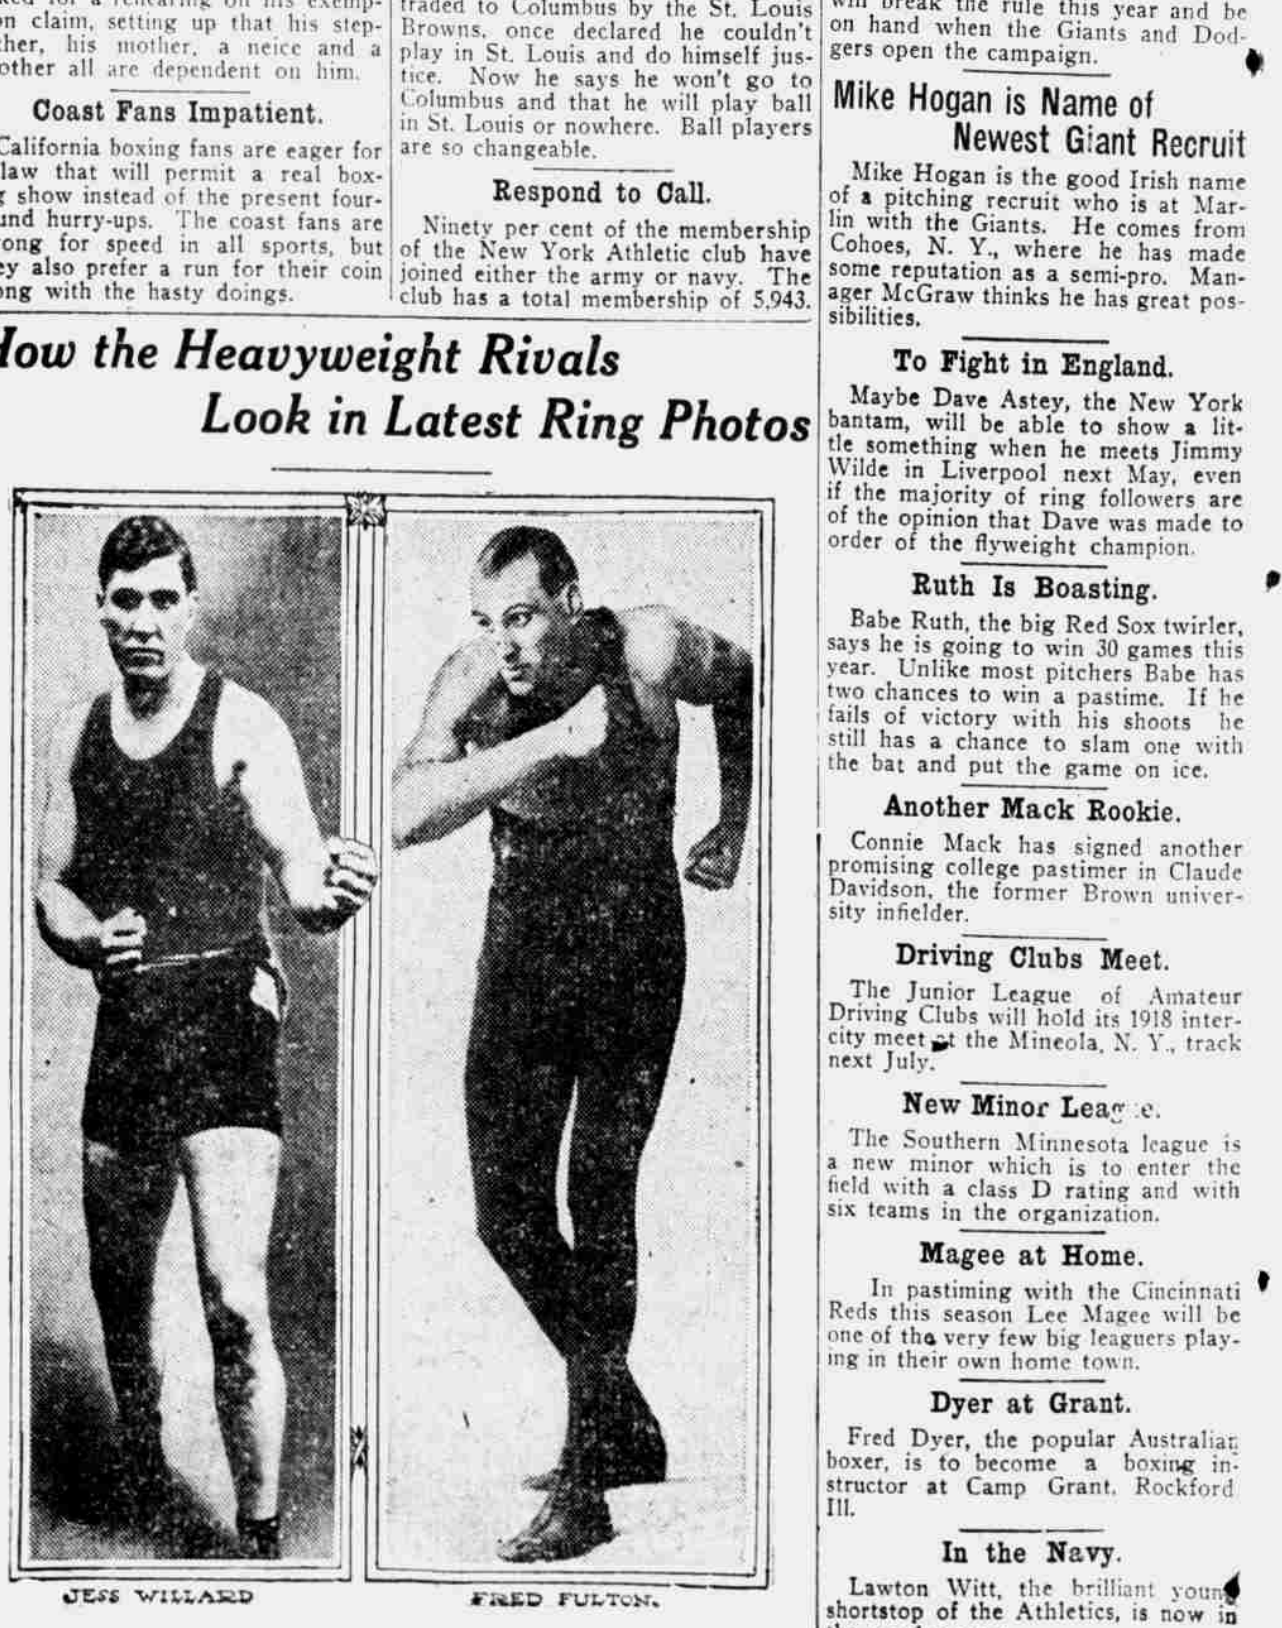 on claim, setting up that his step-
his mother, a neice and a
other all are dependent on him.
Coast Fans Impatient.
California boxing fans are eager for
law that will permit a real box-
show instead of the present four-
hurry-ups. The coast fans are
for speed in all sports, but
also prefer a run for their coin
with the hasty doings.
traded to Columbus by the St. Louis
Browns, once declared he couldn't
play in St. Louis and do himself jus-
tice. Now he says he won't go to
Columbus and that he will play ball
in St. Louis or nowhere. Ball players
are so changeable.
Respond to Call.
Ninety per cent of the membership
of the New York Athletic club have
joined either the army or navy. The
club has a total membership of 5,943.
How the Heavyweight Rivals
Look in Latest Ring Photos
JESS WILLARD
FRED FULTON.
will break the rule this year and be
on hand when the Giants and Dod-
gers open the campaign.
Mike Hogan is Name of
Newest Giant Recruit
Mike Hogan is the good Irish name
of a pitching recruit who is at Mar-
lin with the Giants. He comes from
Cohoes, N. Y., where he has made
some reputation as a semi-pro. Man-
ager McGraw thinks he has great pos-
sibilities.
To Fight in England.
Maybe Dave Astey, the New York
bantam, will be able to show a lit-
tle something when he meets Jimmy
Wilde in Liverpool next May, even
if the majority of ring followers are
of the opinion that Dave was made to
order of the flyweight champion.
Ruth Is Boasting.
Babe Ruth, the big Red Sox twirler,
says he is going to win 30 games this
year. Unlike most pitchers Babe has
two chances to win a pastime. If he
fails of victory with his shoots he
still has a chance to slam one with
the bat and put the game on ice.
Another Mack Rookie.
Connie Mack has signed another
promising college pastimer in Claude
Davidson, the former Brown univer-
sity infielder.
Driving Clubs Meet.
The Junior League of Amateur
Driving Clubs will hold its 1918 inter-
city meet at the Mineola, N. Y., track
next July.
New Minor League.
The Southern Minnesota league is
a new minor which is to enter the
field with a class D rating and with
six teams in the organization.
Magee at Home.
In pastiming with the Cincinnati
Reds this season Lee Magee will be
one of the very few big leaguers play-
ing in their own home town.
Dyer at Grant.
Fred Dyer, the popular Australian
boxer, is to become a boxing in-
structor at Camp Grant, Rockford
Ill.
In the Navy.
Lawton Witt, the brilliant young
shortstop of the Athletics, is now in